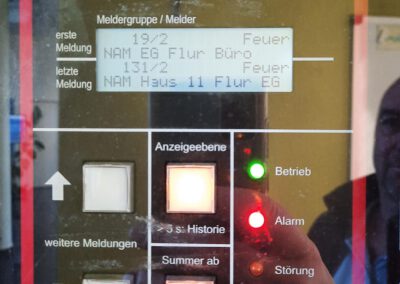 Meldergruppe / Melder
erste Meldung
19/2 Feuer
NAM EG Flur Büro
letzte Meldung
131/2 Feuer
NAM Haus 11 Flur EG
Anzeigeebene
Betrieb
Alarm
> 3 s: Historie
weitere Meldungen
Summer ab
Störung